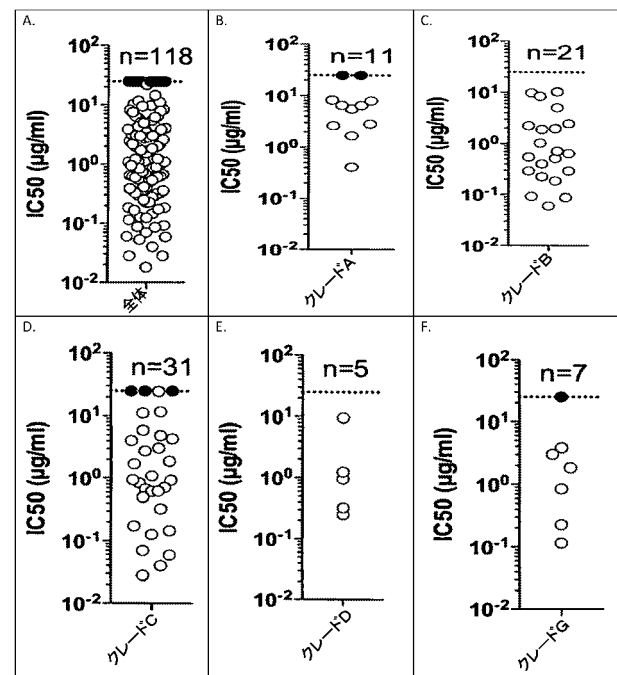 A.
n=118
IC50 (μg/ml)
10²
10¹
10⁰
10⁻¹
10⁻²
全体
B.
n=11
IC50 (μg/ml)
10²
10¹
10⁰
10⁻¹
10⁻²
クレードA
C.
n=21
IC50 (μg/ml)
10²
10¹
10⁰
10⁻¹
10⁻²
クレードB
D.
n=31
IC50 (μg/ml)
10²
10¹
10⁰
10⁻¹
10⁻²
クレードC
E.
n=5
IC50 (μg/ml)
10²
10¹
10⁰
10⁻¹
10⁻²
クレードD
F.
n=7
IC50 (μg/ml)
10²
10¹
10⁰
10⁻¹
10⁻²
クレードG